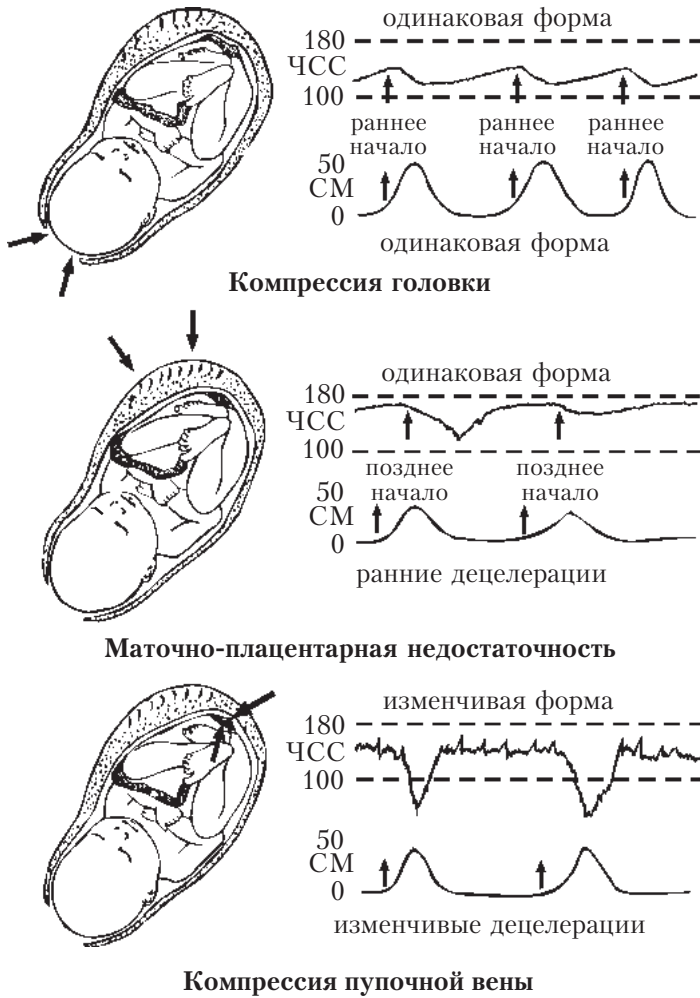 одинаковая форма
180
ЧСС
100
раннее раннее раннее
начало начало начало
50
СМ
0
одинаковая форма
Компрессия головки
одинаковая форма
180
ЧСС
100
позднее позднее
начало начало
50
СМ
0
ранние децелерации
Маточно-плацентарная недостаточность
изменчивая форма
180
ЧСС
100
50
СМ
0
изменчивые децелерации
Компрессия пупочной вены